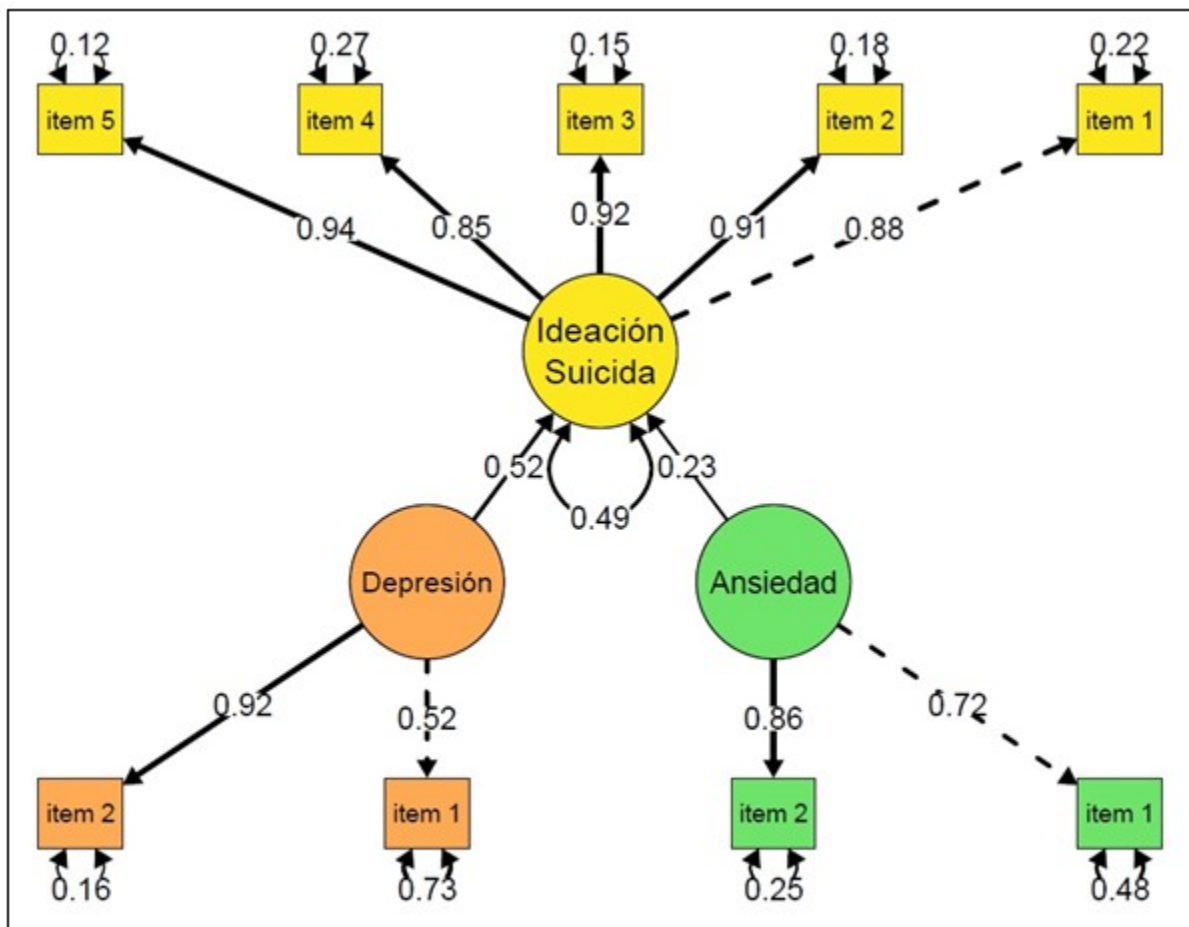 0.12
0.27
0.15
0.18
0.22
item 5
item 4
item 3
item 2
item 1
0.94
0.85
0.92
0.91
0.88
Ideación
Suicida
0.52
0.23
0.49
Depresión
Ansiedad
0.92
0.52
0.86
0.72
item 2
item 1
item 2
item 1
0.16
0.73
0.25
0.48